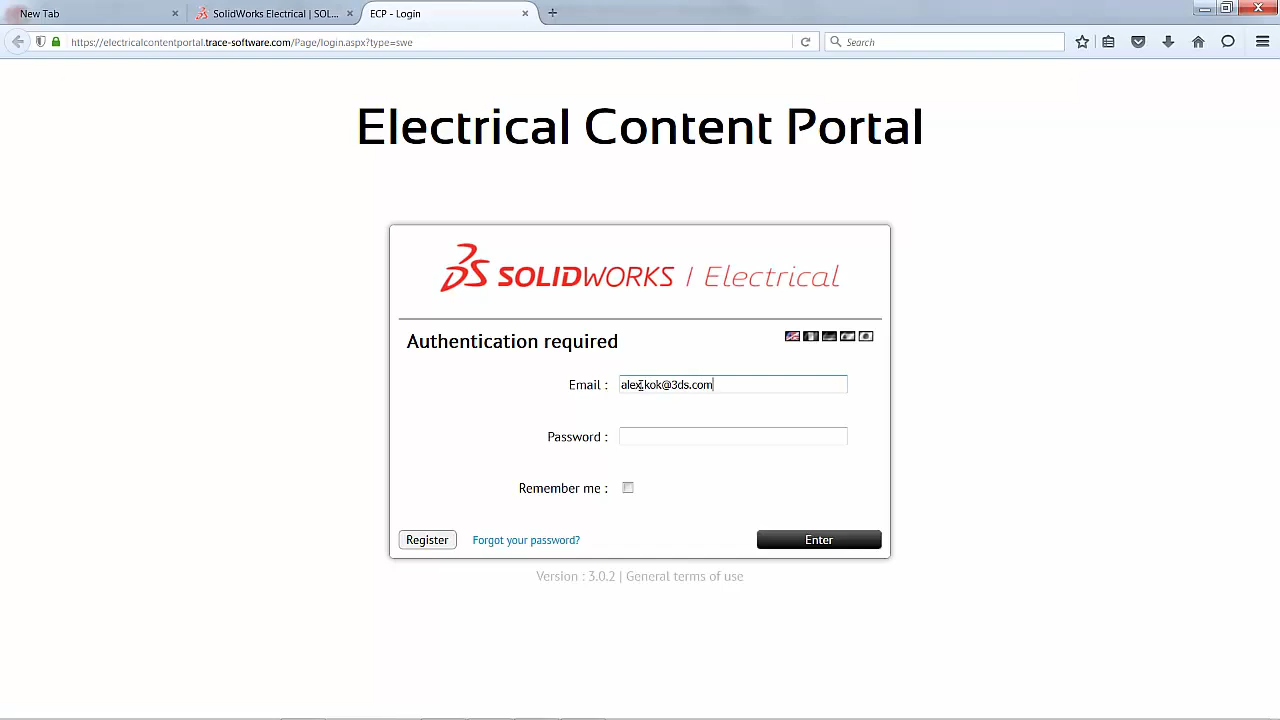 New Tab
SolidWorks Electrical | SOL...
ECP - Login
https://electricalcontentportal.trace-software.com/Page/login.aspx?type=swe
Search
Electrical Content Portal
SOLIDWORKS | Electrical
Authentication required
Email :
alex.kok@3ds.com
Password :
Remember me :
Register
Forgot your password?
Enter
Version : 3.0.2 | General terms of use